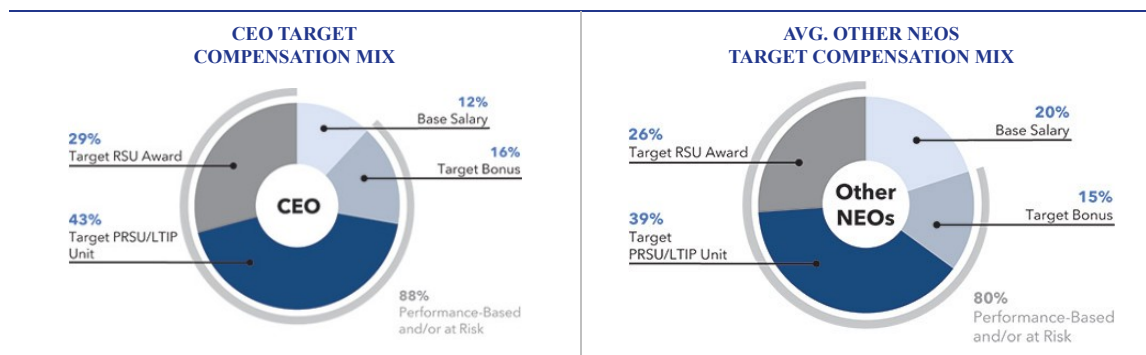 CEO TARGET
COMPENSATION MIX
12%
Base Salary
29%
Target RSU Award
16%
Target Bonus
CEO
43%
Target PRSU/LTIP
Unit
88%
Performance-Based
and/or at Risk
AVG. OTHER NEOS
TARGET COMPENSATION MIX
20%
Base Salary
26%
Target RSU Award
Other
NEOs
15%
Target Bonus
39%
Target
PRSU/LTIP Unit
80%
Performance-Based
and/or at Risk